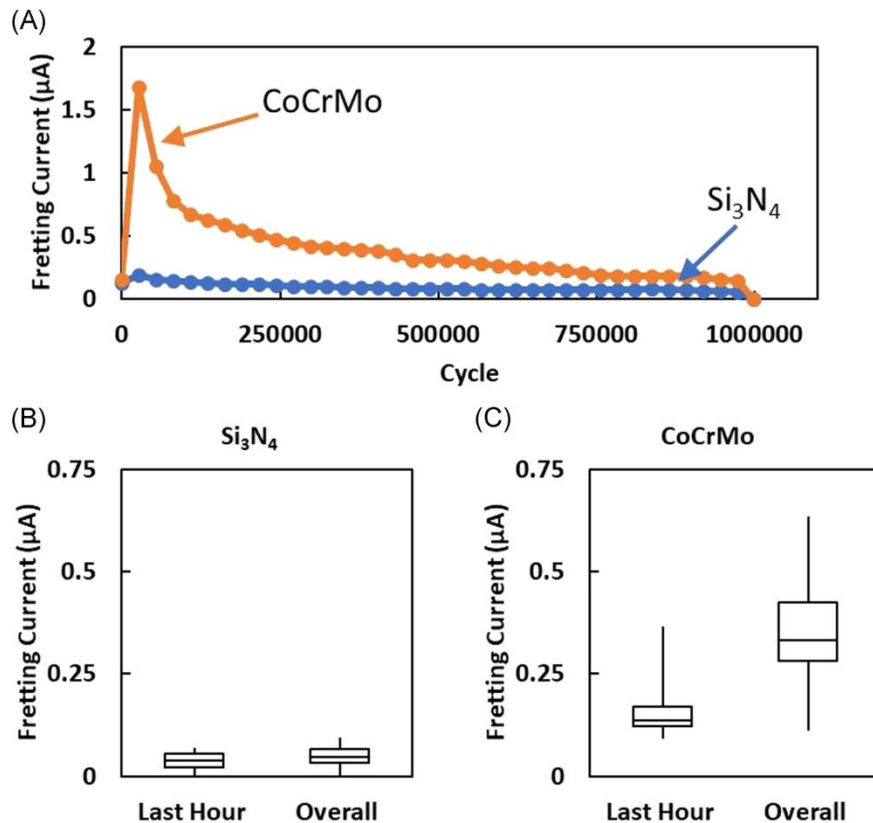 (A)
2
1.5
1
0.5
0
Fretting Current (µA)
CoCrMo
Si₃N₄
0 250000 500000 750000 1000000
Cycle
(B)
Si₃N₄
0.75
0.5
0.25
0
Fretting Current (µA)
Last Hour Overall
(C)
CoCrMo
0.75
0.5
0.25
0
Fretting Current (µA)
Last Hour Overall